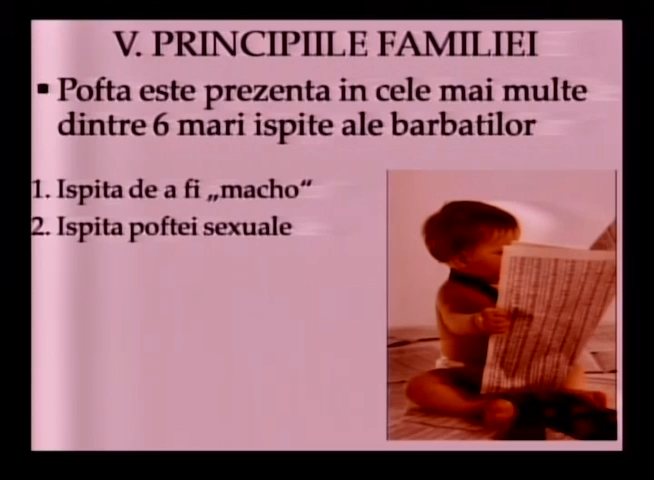 V. PRINCIPIILE FAMILIEI
▪ Pofta este prezenta in cele mai multe
dintre 6 mari ispite ale barbatilor
1. Ispita de a fi „macho“
2. Ispita poftei sexuale